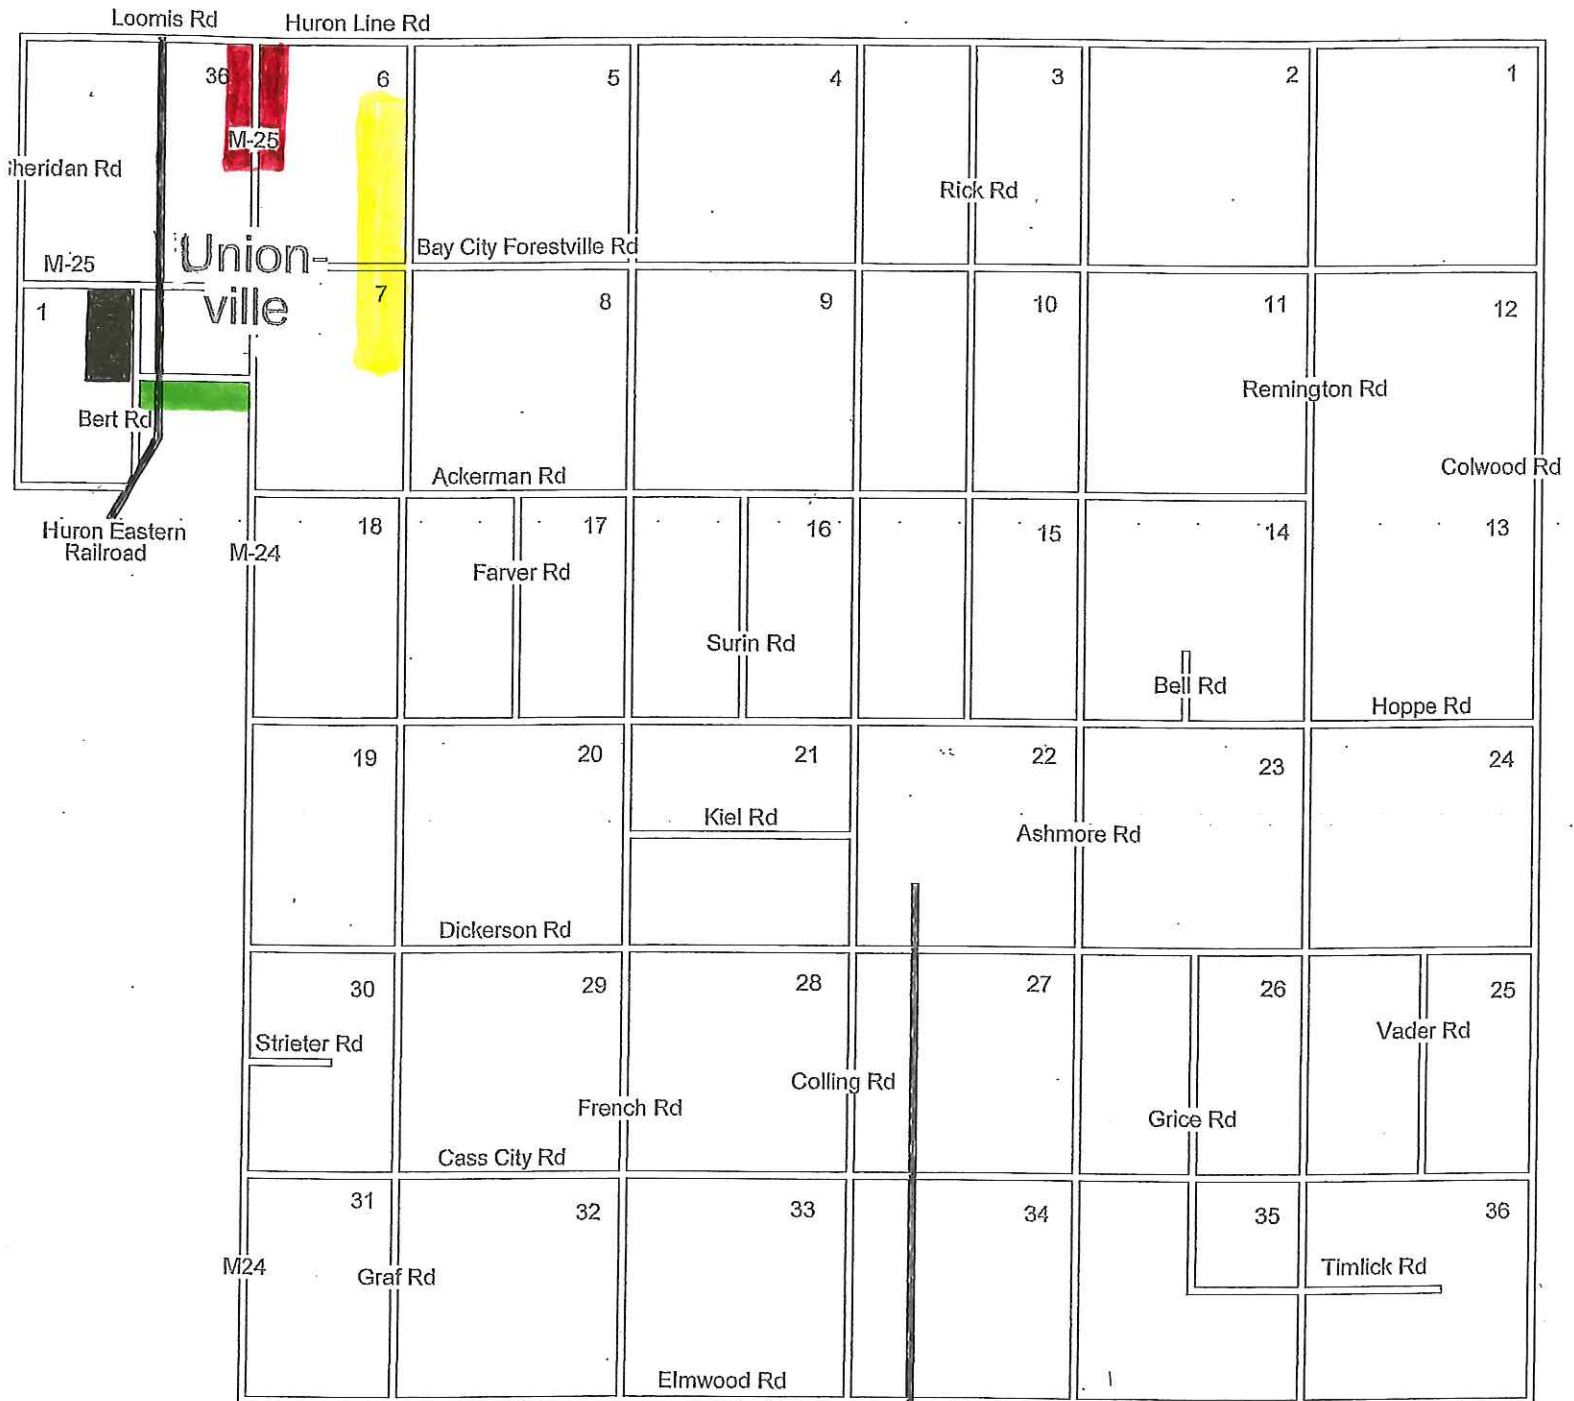 Loomis Rd
Huron Line Rd
36
6
5
4
3
2
1
M-25
heridan Rd
Rick Rd
Union-
ville
Bay City Forestville Rd
M-25
1
7
8
9
10
11
12
Remington Rd
Bert Rd
Ackerman Rd
Colwood Rd
Huron Eastern
Railroad
M-24
18
17
16
15
14
13
Farver Rd
Surin Rd
Bell Rd
Hoppe Rd
19
20
21
22
23
24
Kiel Rd
Ashmore Rd
Dickerson Rd
30
29
28
27
26
25
Strieter Rd
Vader Rd
Colling Rd
French Rd
Grice Rd
Cass City Rd
31
32
33
34
35
36
M24
Graf Rd
Timlick Rd
Elmwood Rd